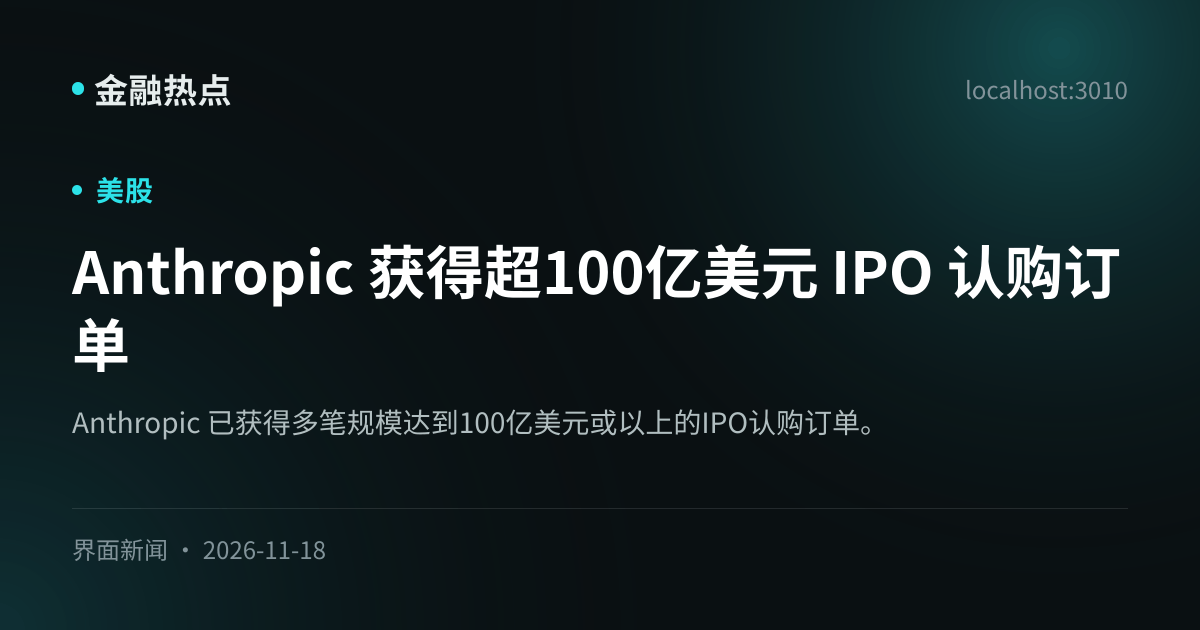 金融热点
localhost:3010
美股
Anthropic 获得超100亿美元 IPO 认购订
单
Anthropic 已获得多笔规模达到100亿美元或以上的IPO认购订单。
界面新闻 • 2026-11-18